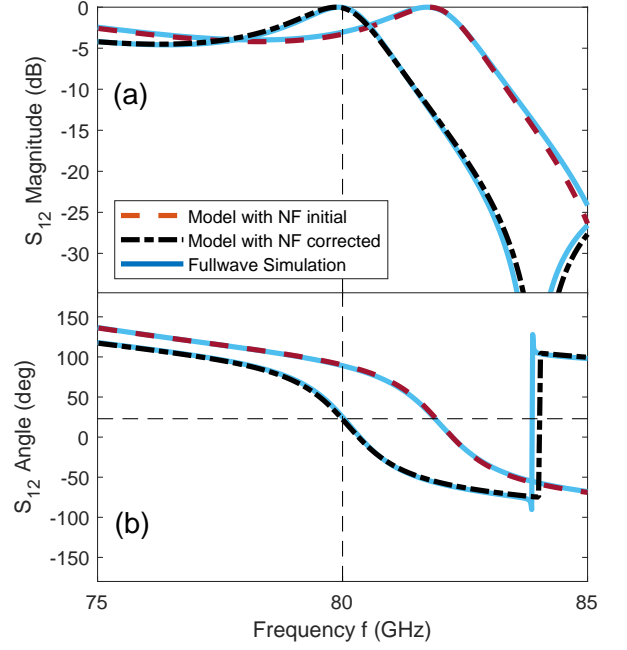 0
-5
-10
-15
-20
-25
-30
S12 Magnitude (dB)
(a)
Model with NF initial
Model with NF corrected
Fullwave Simulation
150
100
50
0
-50
-100
-150
S12 Angle (deg)
(b)
75
80
85
Frequency f (GHz)